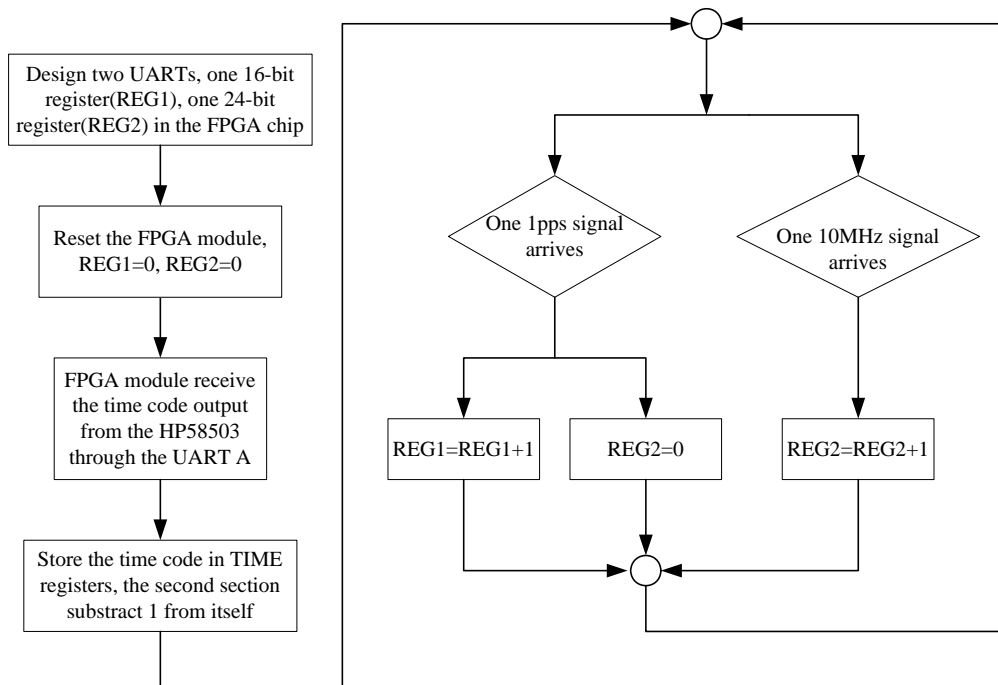 Design two UARTs, one 16-bit
register(REG1), one 24-bit
register(REG2) in the FPGA chip
Reset the FPGA module,
REG1=0, REG2=0
FPGA module receive
the time code output
from the HP58503
through the UART A
Store the time code in TIME
registers, the second section
substract 1 from itself
One 1pps signal
arrives
One 10MHz signal
arrives
REG1=REG1+1
REG2=0
REG2=REG2+1